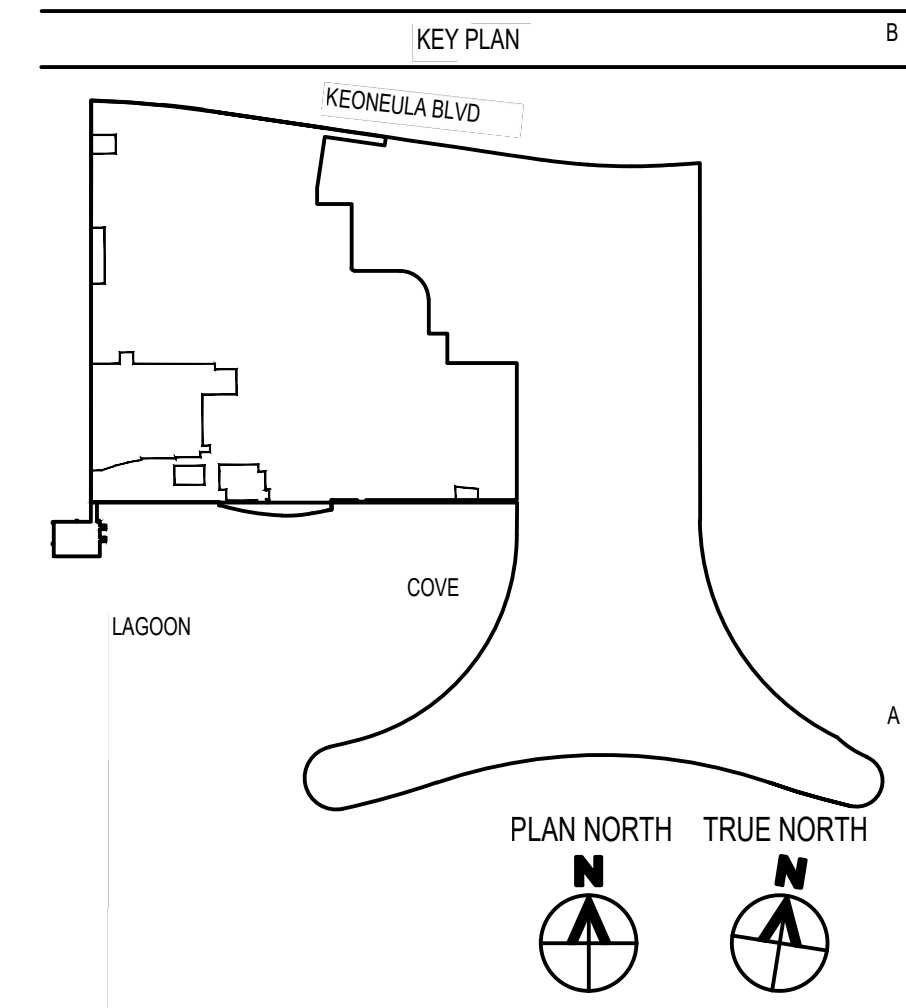 KEY PLAN
B
KEONEULA BLVD
COVE
LAGOON
A
PLAN NORTH
TRUE NORTH
N
N